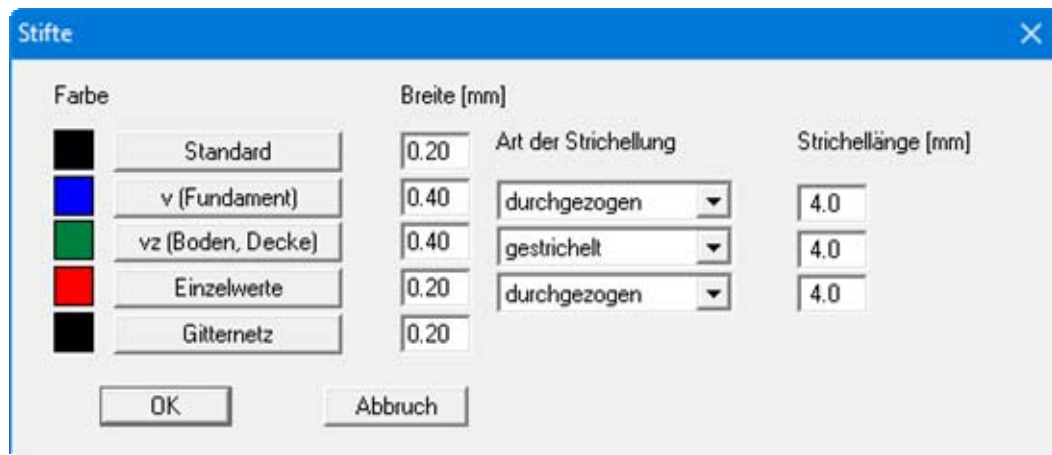 Stifte
Farbe Breite [mm]
Art der Strichellung Strichellänge [mm]
Standard 0.20
v (Fundament) 0.40 durchgezogen 4.0
vz (Boden, Decke) 0.40 gestrichelt 4.0
Einzelwerte 0.20 durchgezogen 4.0
Gitternetz 0.20
OK Abbruch